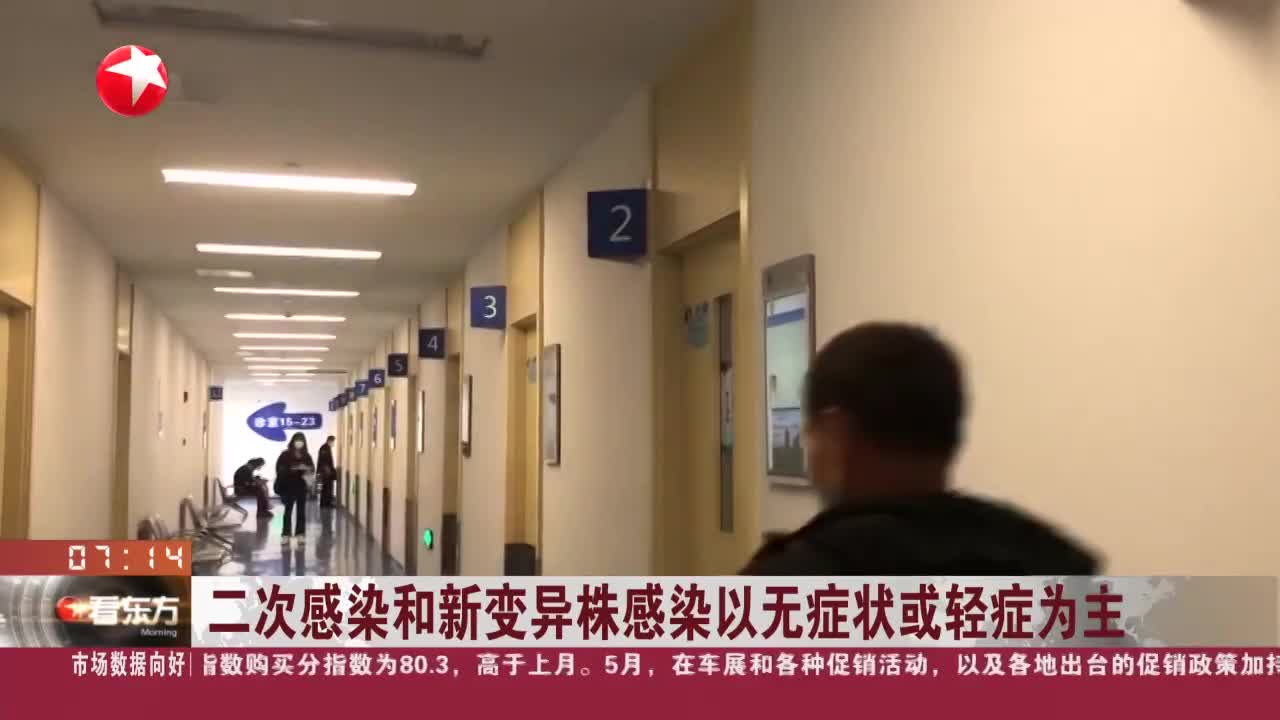 2
3
4
5
6
7
诊室15-23
07:14
看东方
Morning
二次感染和新变异株感染以无症状或轻症为主
市场数据向好
指数购买分指数为80.3，高于上月。5月，在车展和各种促销活动，以及各地出台的促销政策加持